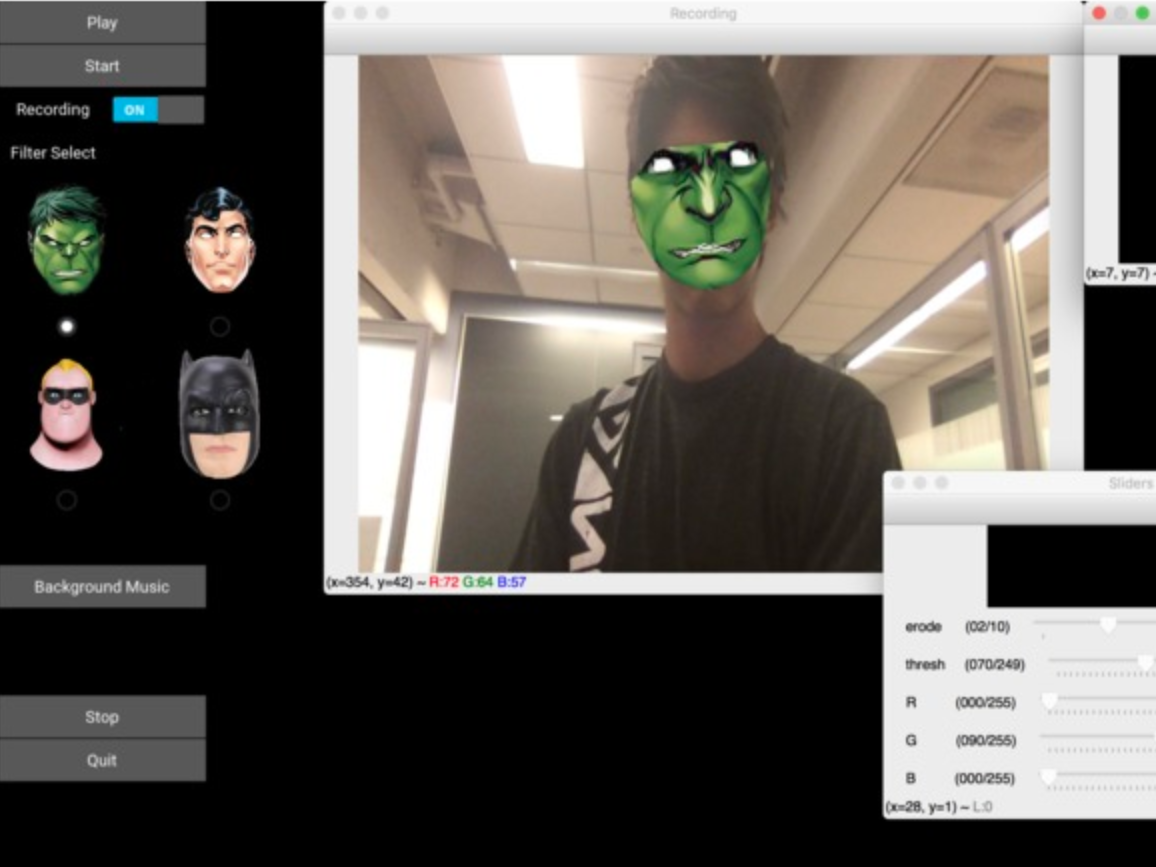 Play
Start
Recording ON
Filter Select
Background Music
Stop
Quit
Recording
(x=354, y=42) ~ R:72 G:64 B:57
(x=7, y=7) ~
Sliders
erode (02/10)
thresh (070/249)
R (000/255)
G (090/255)
B (000/255)
(x=28, y=1) ~ L:0